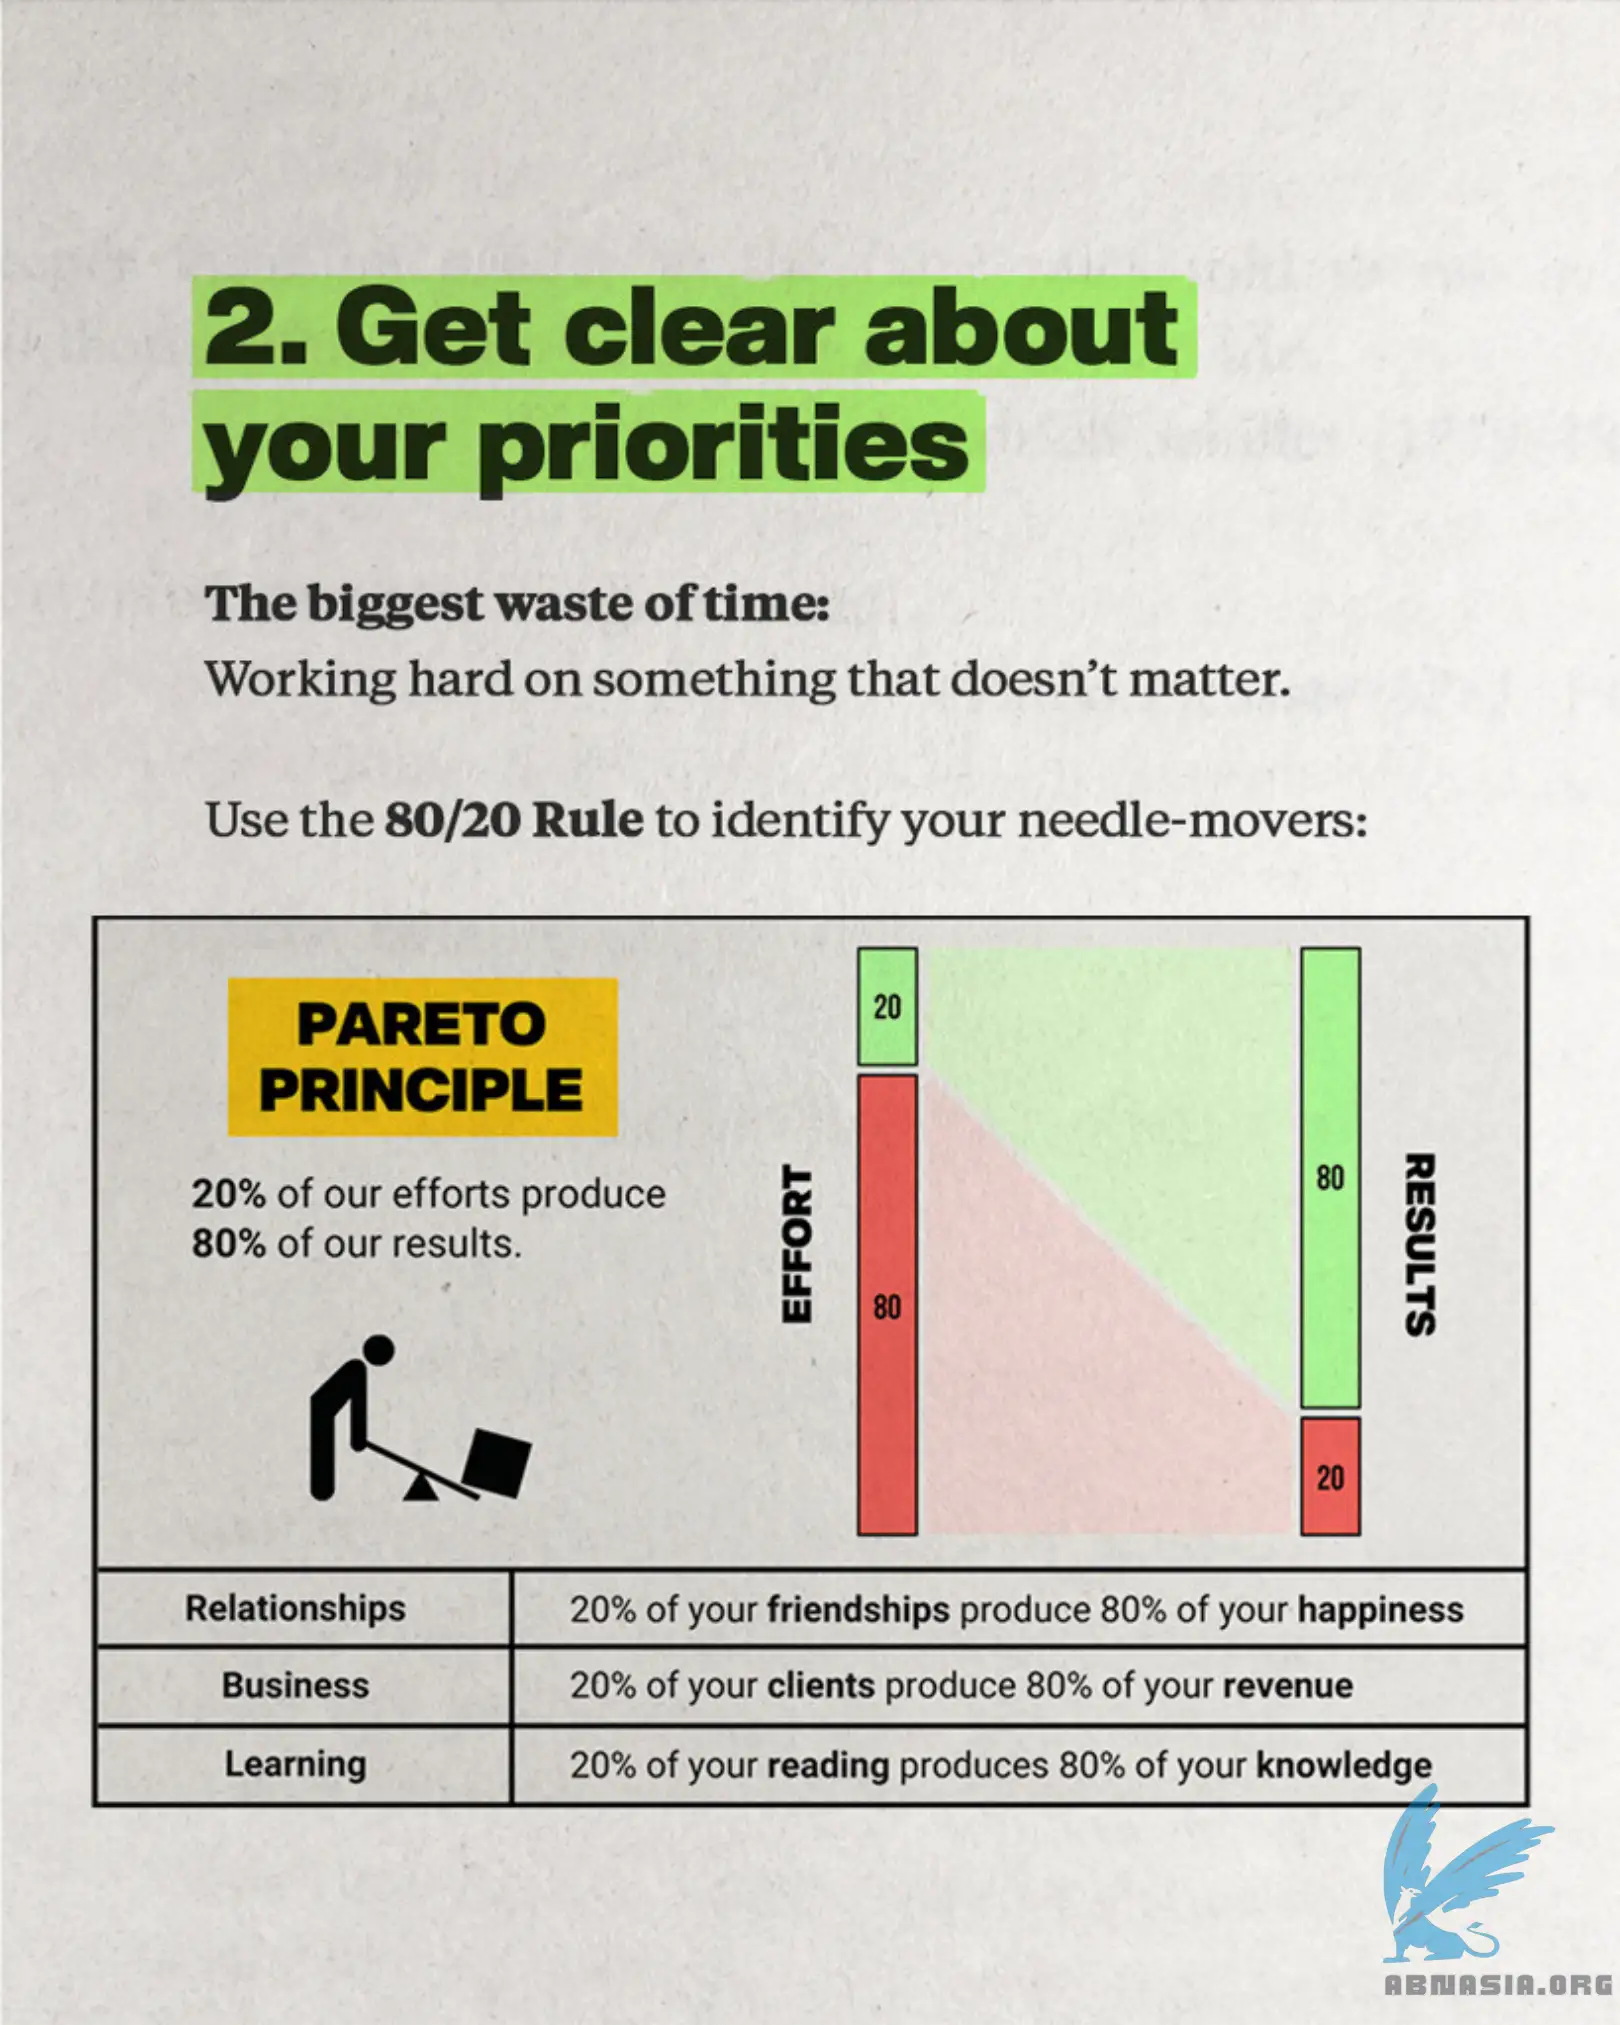 2. Get clear about
your priorities
The biggest waste of time:
Working hard on something that doesn’t matter.
Use the 80/20 Rule to identify your needle-movers:
PARETO
PRINCIPLE
20% of our efforts produce
80% of our results.
EFFORT
20
80
80
20
RESULTS
Relationships
20% of your friendships produce 80% of your happiness
Business
20% of your clients produce 80% of your revenue
Learning
20% of your reading produces 80% of your knowledge
ABNASIA.ORG